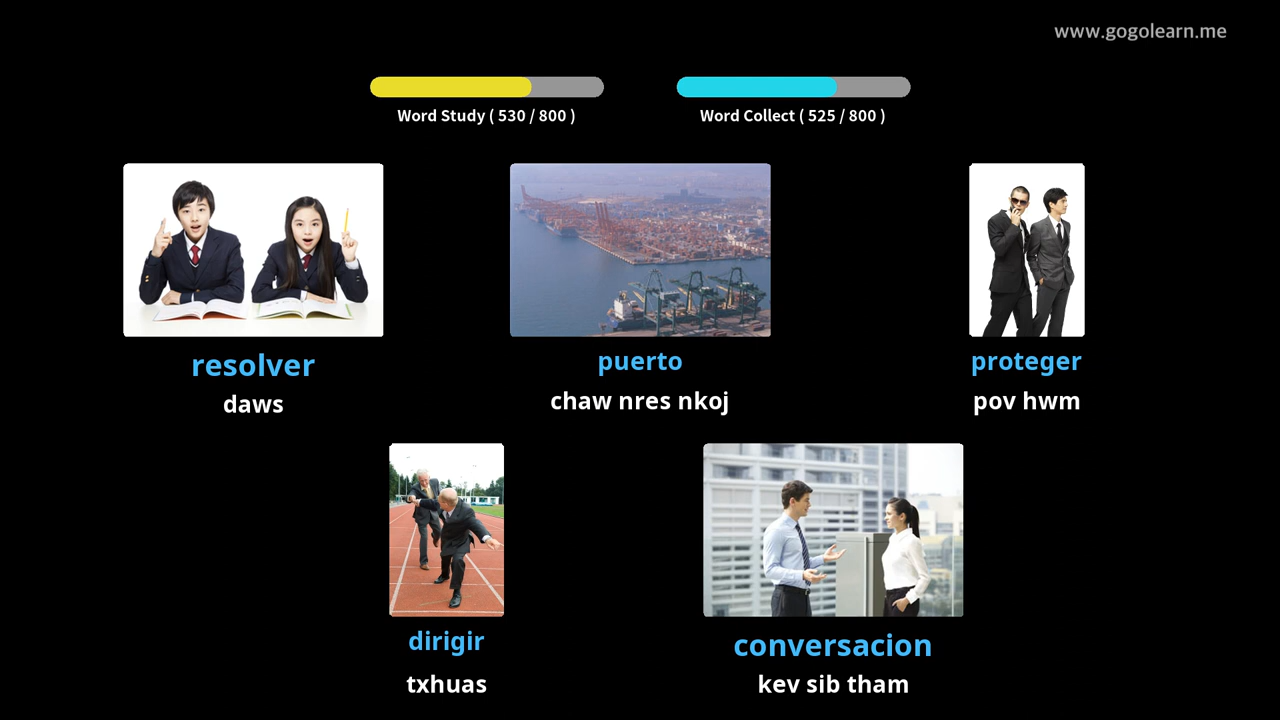 www.gogolearn.me
Word Study ( 530 / 800 )
Word Collect ( 525 / 800 )
resolver
daws
puerto
chaw nres nkoj
proteger
pov hwm
dirigir
txhuas
conversacion
kev sib tham